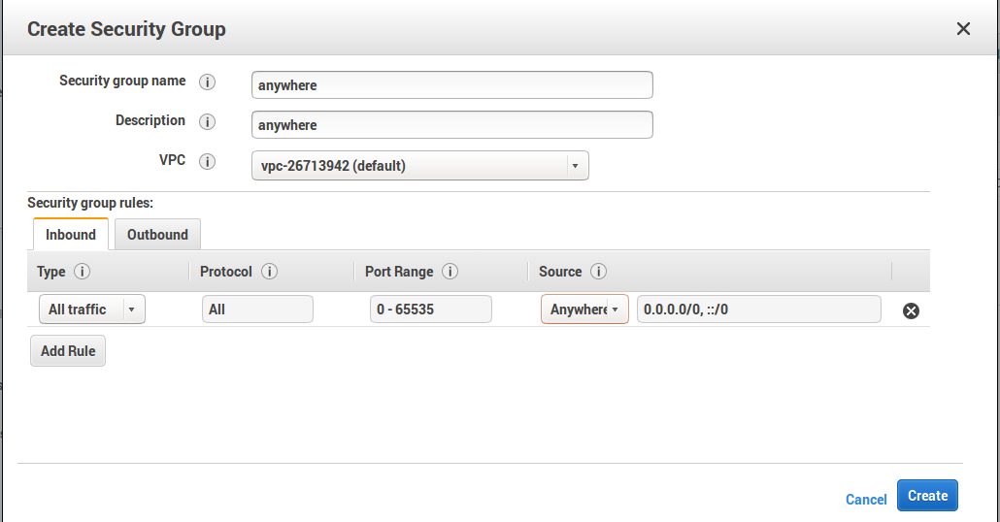 Create Security Group
Security group name
anywhere
Description
anywhere
VPC
vpc-26713942 (default)
Security group rules:
Inbound Outbound
Type Protocol Port Range Source
All traffic All 0 - 65535 Anywhere 0.0.0.0/0, ::/0
Add Rule
Cancel Create